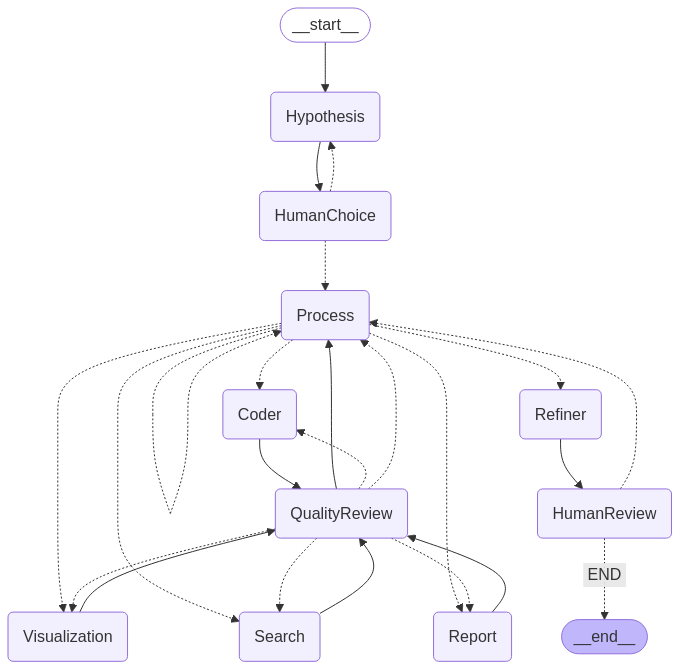 __start__
Hypothesis
HumanChoice
Process
Coder
Refiner
QualityReview
HumanReview
END
Visualization
Search
Report
__end__